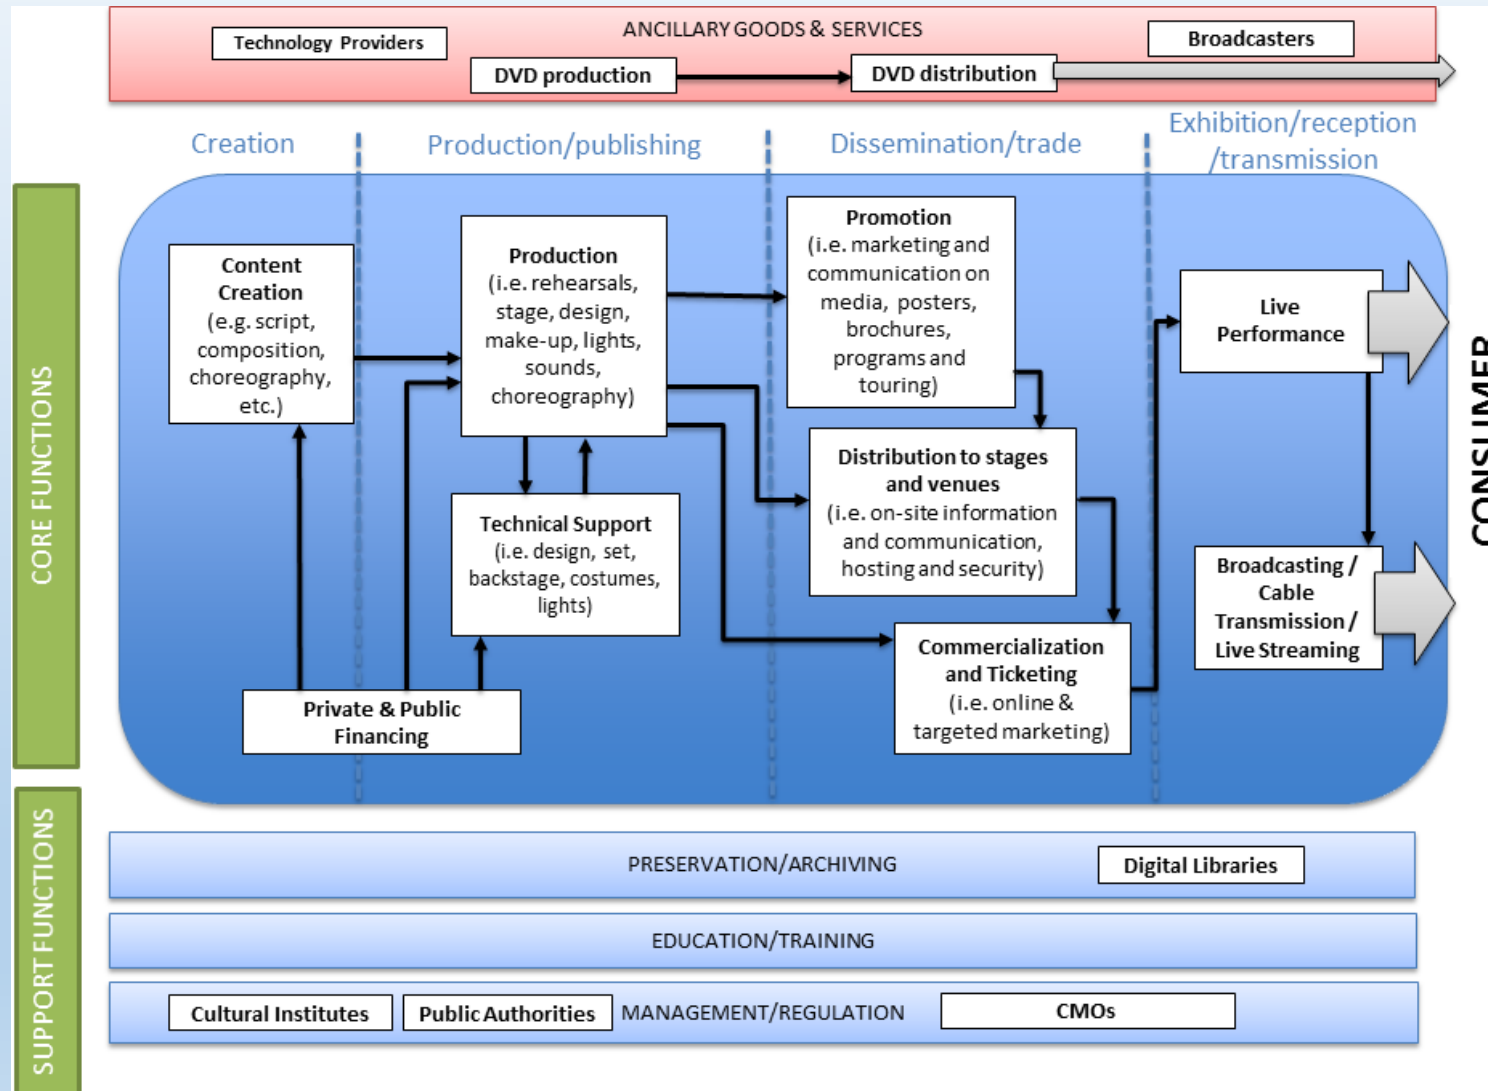 ANCILLARY GOODS & SERVICES
Technology Providers
Broadcasters
DVD production
DVD distribution
Creation
Production/publishing
Dissemination/trade
Exhibition/reception
/transmission
CORE FUNCTIONS
Content
Creation
(e.g. script,
composition,
choreography,
etc.)
Production
(i.e. rehearsals,
stage, design,
make-up, lights,
sounds,
choreography)
Technical Support
(i.e. design, set,
backstage, costumes,
lights)
Private & Public
Financing
Promotion
(i.e. marketing and
communication on
media, posters,
brochures,
programs and
touring)
Distribution to stages
and venues
(i.e. on-site information
and communication,
hosting and security)
Commercialization
and Ticketing
(i.e. online &
targeted marketing)
Live
Performance
Broadcasting /
Cable
Transmission /
Live Streaming
CONSUMER
SUPPORT FUNCTIONS
PRESERVATION/ARCHIVING
Digital Libraries
EDUCATION/TRAINING
Cultural Institutes
Public Authorities
MANAGEMENT/REGULATION
CMOs